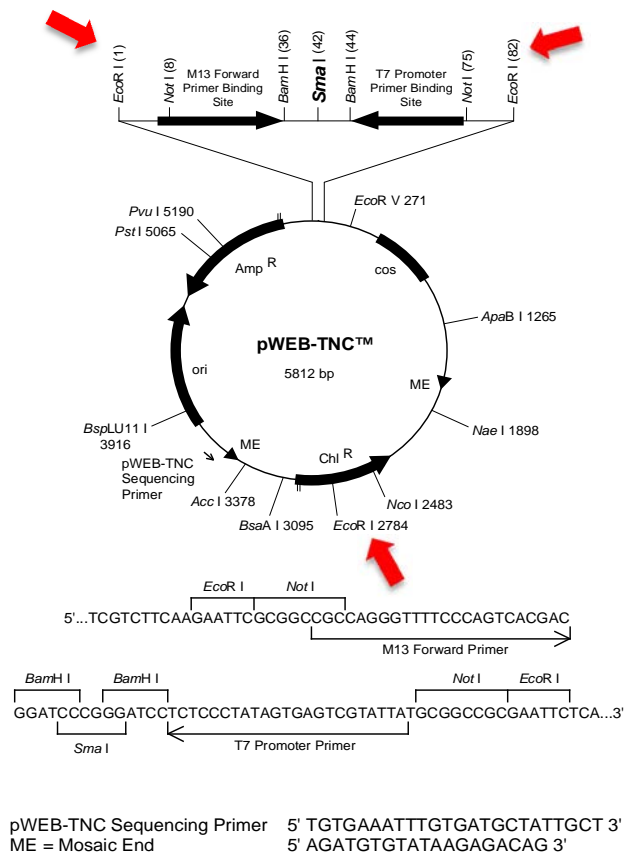 EcoR I (1)
Not I (8)
M13 Forward
Primer Binding
Site
BamH I (36)
Sma I (42)
BamH I (44)
T7 Promoter
Primer Binding
Site
Not I (75)
EcoR I (82)
EcoR V 271
Pvu I 5190
Pst I 5065
Amp R
cos
ApaB I 1265
pWEB-TNC™
5812 bp
ori
ME
Nae I 1898
BspLU11 I
3916
ME
Chl R
pWEB-TNC
Sequencing
Primer
Acc I 3378
Nco I 2483
BsaA I 3095
EcoR I 2784
EcoR I
Not I
5'...TCGTCTTCAAGAATTCGCGGCCGCCAGGGTTTTCCCAGTCACGAC
M13 Forward Primer
BamH I
BamH I
Not I
EcoR I
GGATCCCGGGATCCTCTCCCTATAGTGAGTCGTATTATGCGGCCGCGAATTCTCA...3'
Sma I
T7 Promoter Primer
pWEB-TNC Sequencing Primer 5' TGTGAAATTTGTGATGCTATTGCT 3'
ME = Mosaic End 5' AGATGTGTATAAGAGACAG 3'